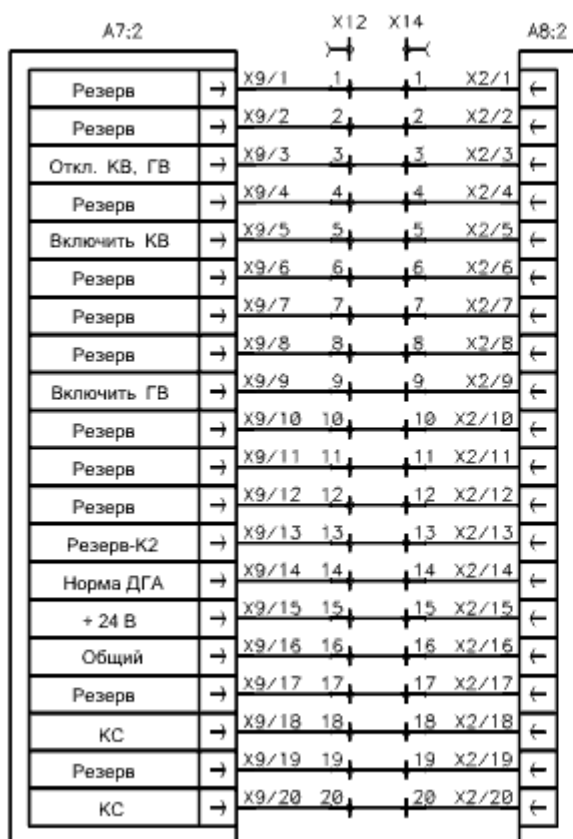 X12 X14
A7:2 A8:2
Резерв X9/1 1 1 X2/1
Резерв X9/2 2 2 X2/2
Откл. КВ, ГВ X9/3 3 3 X2/3
Резерв X9/4 4 4 X2/4
Включить КВ X9/5 5 5 X2/5
Резерв X9/6 6 6 X2/6
Резерв X9/7 7 7 X2/7
Резерв X9/8 8 8 X2/8
Включить ГВ X9/9 9 9 X2/9
Резерв X9/10 10 10 X2/10
Резерв X9/11 11 11 X2/11
Резерв X9/12 12 12 X2/12
Резерв-К2 X9/13 13 13 X2/13
Норма ДГА X9/14 14 14 X2/14
+ 24 В X9/15 15 15 X2/15
Общий X9/16 16 16 X2/16
Резерв X9/17 17 17 X2/17
КС X9/18 18 18 X2/18
Резерв X9/19 19 19 X2/19
КС X9/20 20 20 X2/20